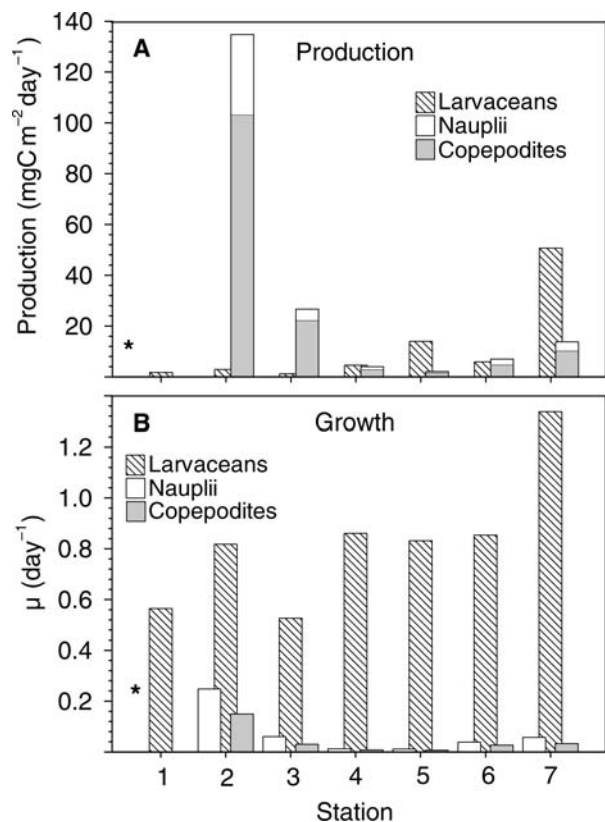 A Production
Larvaceans
Nauplii
Copepodites
Production (mgC m⁻² day⁻¹)
140
120
100
80
60
40
20
*
B Growth
Larvaceans
Nauplii
Copepodites
μ (day⁻¹)
1.2
1.0
0.8
0.6
0.4
0.2
*
1 2 3 4 5 6 7
Station